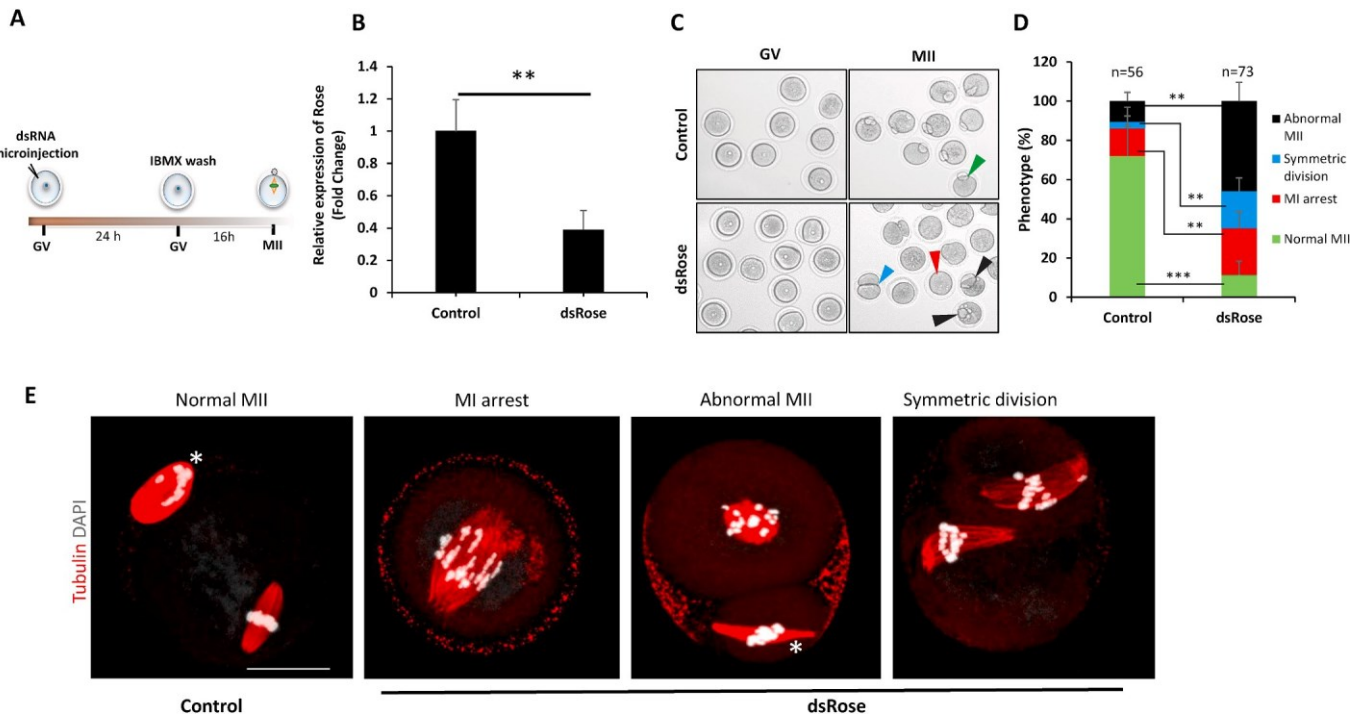 A
dsRNA
microinjection
IBMX wash
24 h
16h
GV
GV
MII
B
Relative expression of Rose
(Fold Change)
1.4
1.2
1
0.8
0.6
0.4
0.2
0
**
Control
dsRose
C
GV
MII
Control
dsRose
D
Phenotype (%)
120
100
80
60
40
20
0
n=56
n=73
**
**
**
***
Control
dsRose
Abnormal
MII
Symmetric
division
MI arrest
Normal MII
E
Normal MII
MI arrest
Abnormal MII
Symmetric division
Tubulin DAPI
*
*
Control
dsRose